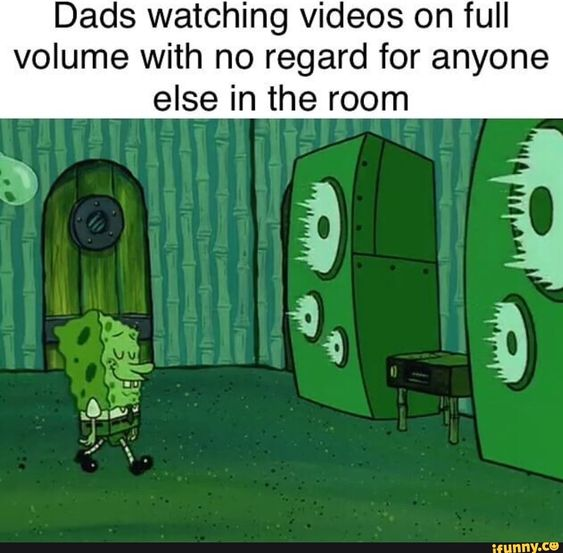 Dads watching videos on full
volume with no regard for anyone
else in the room
ifunny.co